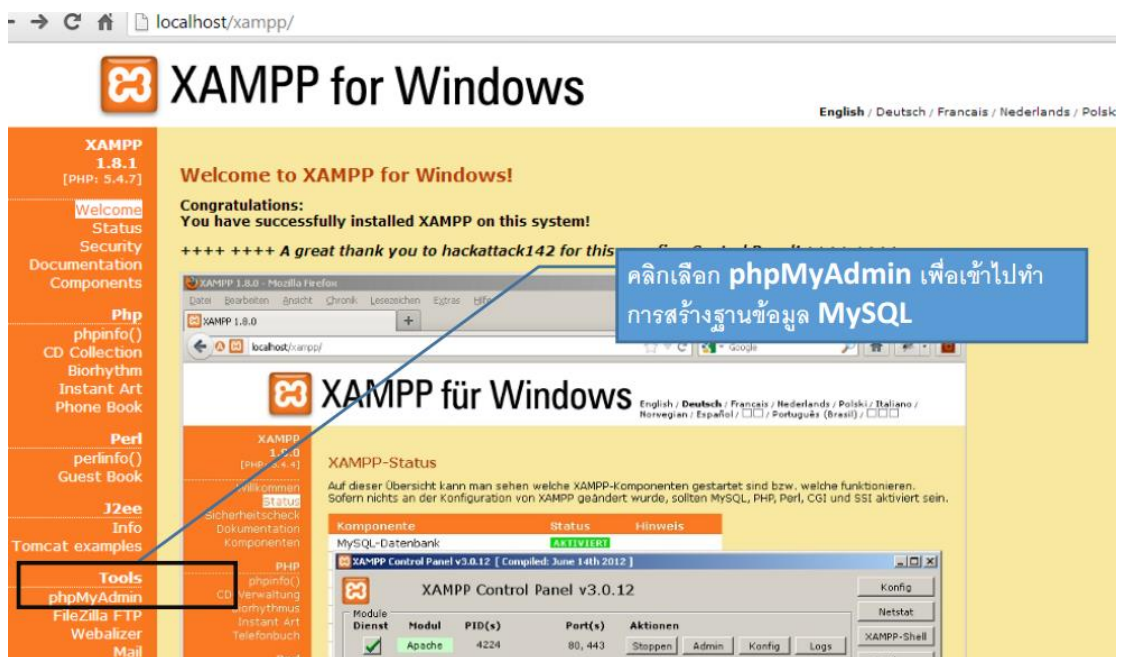 localhost/xampp/
XAMPP for Windows
English / Deutsch / Francais / Nederlands / Polsk
XAMPP
1.8.1
[PHP: 5.4.7]
Welcome
Status
Security
Documentation
Components
Php
phpinfo()
CD Collection
Biorhythm
Instant Art
Phone Book
Perl
perlinfo()
Guest Book
J2ee
Info
Tomcat examples
Tools
phpMyAdmin
FileZilla FTP
Webalizer
Mail
Welcome to XAMPP for Windows!
Congratulations:
You have successfully installed XAMPP on this system!
++++ ++++ A great thank you to hackattack142 for this
คลิกเลือก phpMyAdmin เพื่อเข้าไปทำ
การสร้างฐานข้อมูล MySQL
XAMPP 1.8.0 - Mozilla Firefox
Datei Bearbeiten Ansicht Chronik Lesezeichen Extras Hilfe
XAMPP 1.8.0
localhost/xampp/
Google
XAMPP für Windows
English / Deutsch / Francais / Nederlands / Polski / Italiano /
Norwegian / Español / / Português (Brasil) /
XAMPP
[PHP: 5.4.4]
Willkommen
Status
Sicherheitscheck
Dokumentation
Komponenten
PHP
phpinfo()
CD-Verwaltung
Biorhythmus
Instant Art
Telefonbuch
XAMPP-Status
Auf dieser Übersicht kann man sehen welche XAMPP-Komponenten gestartet sind bzw. welche funktionieren.
Sofern nichts an der Konfiguration von XAMPP geändert wurde, sollten MySQL, PHP, Perl, CGI und SSI aktiviert sein.
Komponente Status Hinweis
MySQL-Datenbank AKTIVIERT
XAMPP Control Panel v3.0.12 [ Compiled: June 14th 2012 ]
XAMPP Control Panel v3.0.12
Konfig
Netstat
XAMPP-Shell
Module
Dienst Modul PID(s) Port(s) Aktionen
Apache 4224 80, 443 Stoppen Admin Konfig Logs